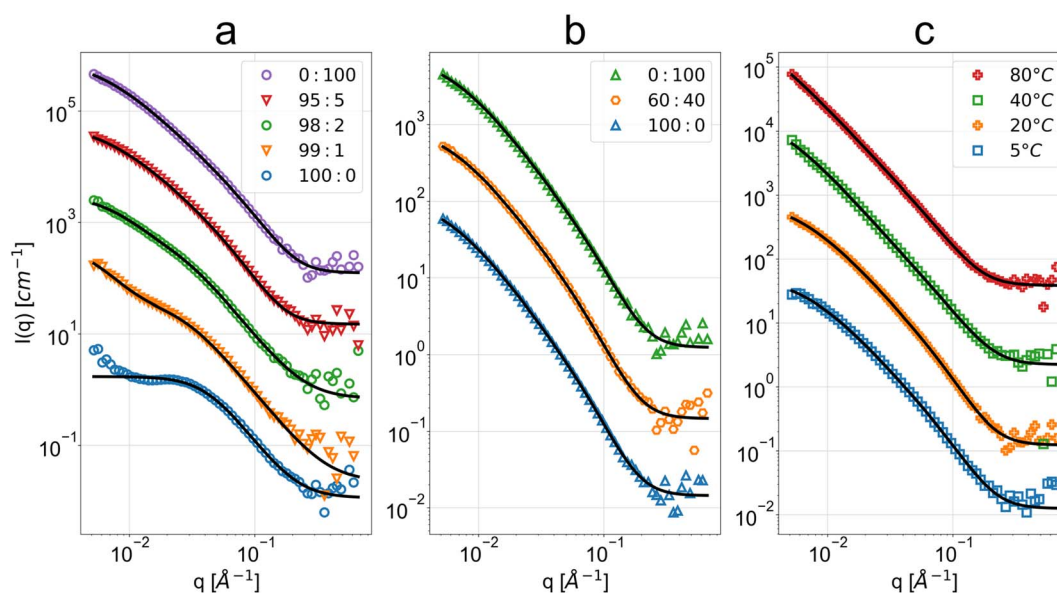 a
I(q) [cm⁻¹]
10⁵
10³
10¹
10⁻¹
10⁻²
10⁻¹
q [Å⁻¹]
0 : 100
95 : 5
98 : 2
99 : 1
100 : 0
b
10³
10²
10¹
10⁰
10⁻¹
10⁻²
10⁻²
10⁻¹
q [Å⁻¹]
0 : 100
60 : 40
100 : 0
c
10⁵
10⁴
10³
10²
10¹
10⁰
10⁻¹
10⁻²
10⁻²
10⁻¹
q [Å⁻¹]
80°C
40°C
20°C
5°C